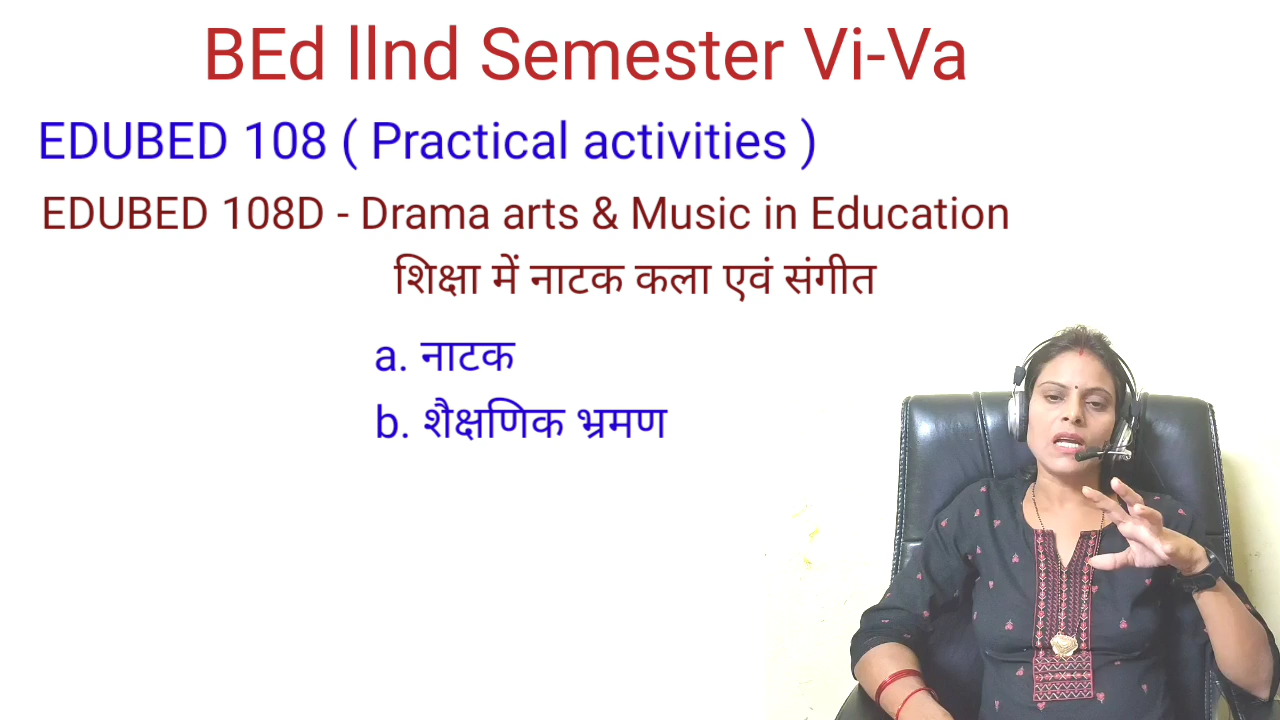 BEd llnd Semester Vi-Va
EDUBED 108 ( Practical activities )
EDUBED 108D - Drama arts & Music in Education
शिक्षा में नाटक कला एवं संगीत
a. नाटक
b. शैक्षणिक भ्रमण